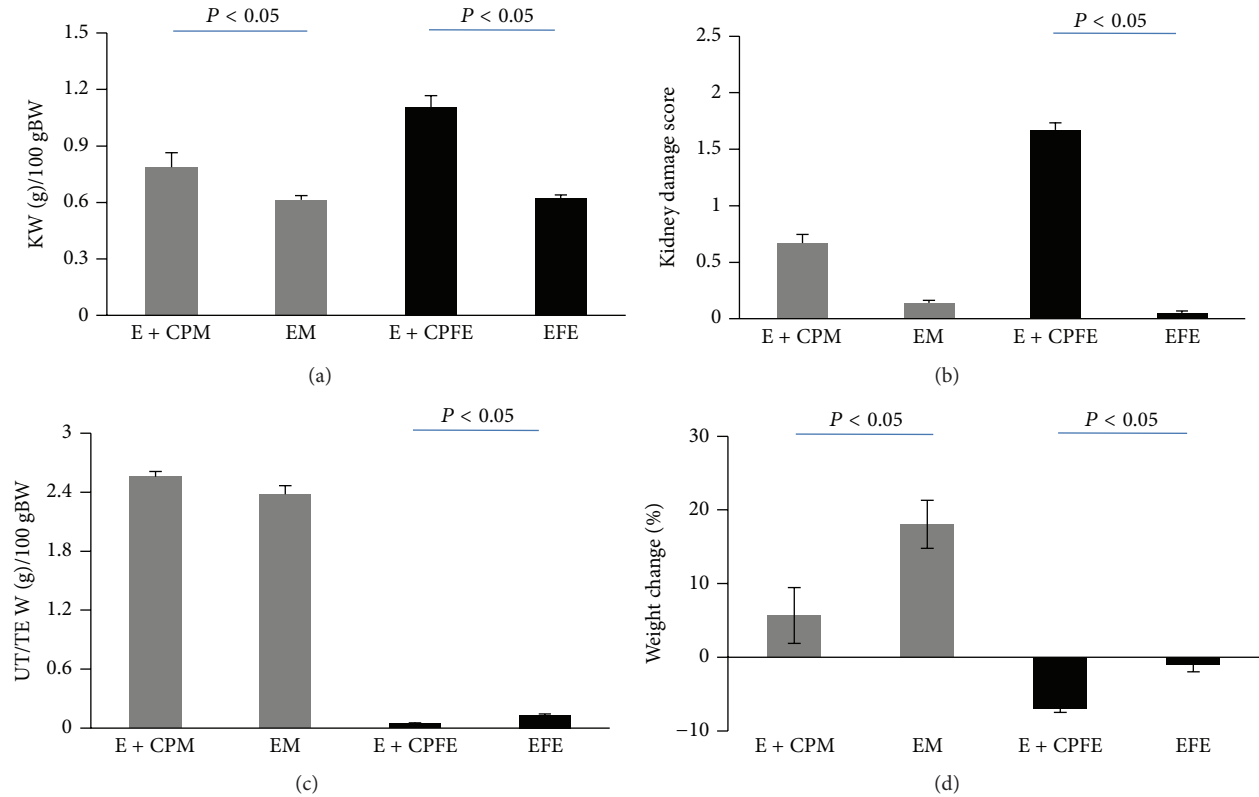 P < 0.05
P < 0.05
1.5
1.2
0.9
0.6
0.3
0
KW (g)/100 gBW
E + CPM
EM
E + CPFE
EFE
(a)
P < 0.05
2.5
2
1.5
1
0.5
0
Kidney damage score
E + CPM
EM
E + CPFE
EFE
(b)
P < 0.05
3
2.4
1.8
1.2
0.6
0
UT/TE W (g)/100 gBW
E + CPM
EM
E + CPFE
EFE
(c)
P < 0.05
P < 0.05
30
20
10
0
−10
Weight change (%)
E + CPM
EM
E + CPFE
EFE
(d)